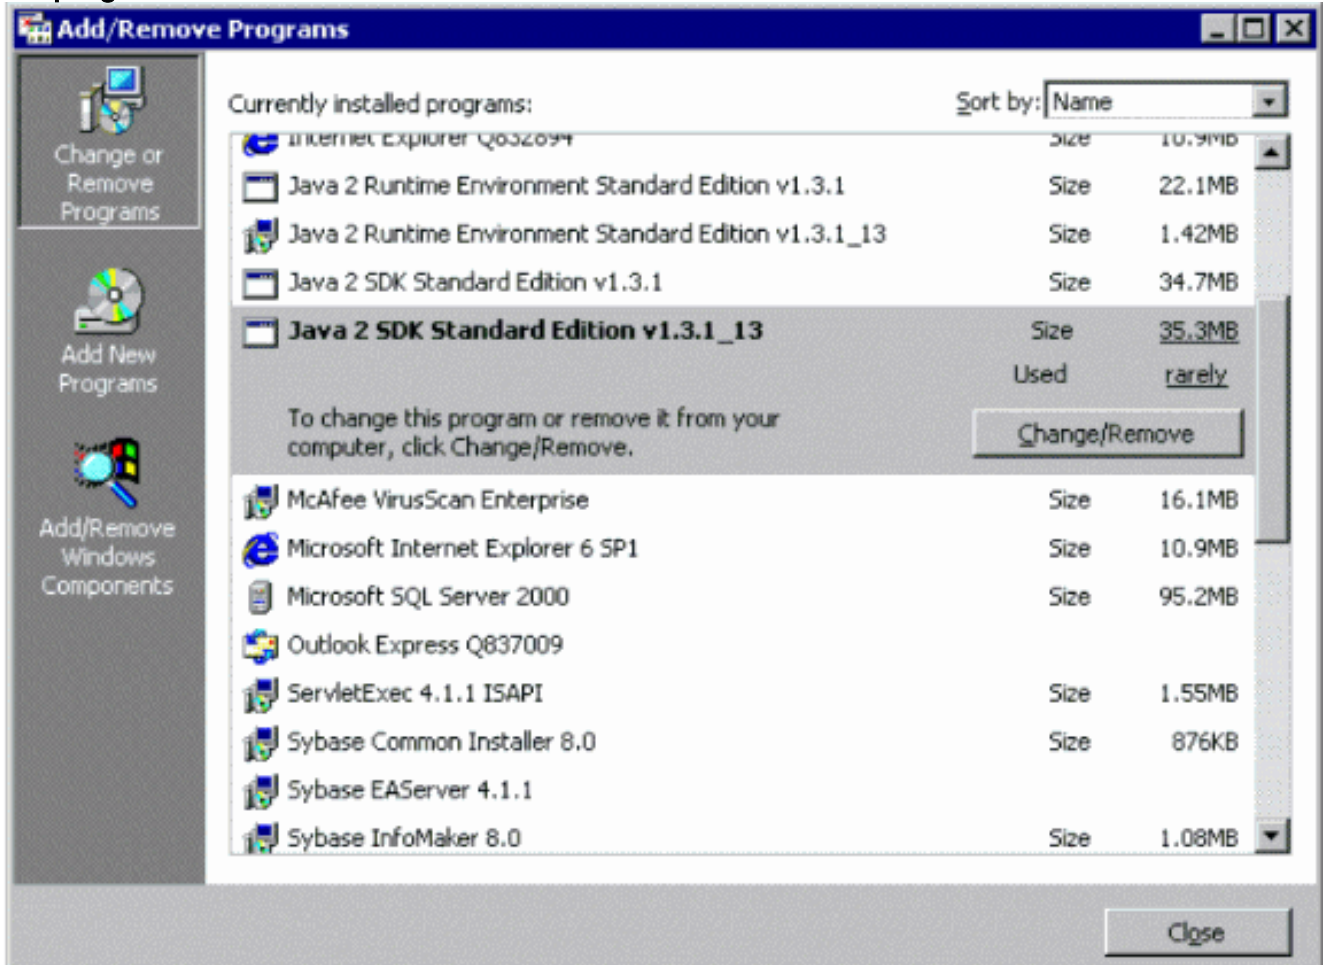 Add/Remove Programs
Currently installed programs:
Sort by: Name
Change or
Remove
Programs
Add New
Programs
Add/Remove
Windows
Components
Internet Explorer Q832894 Size 10.9MB
Java 2 Runtime Environment Standard Edition v1.3.1 Size 22.1MB
Java 2 Runtime Environment Standard Edition v1.3.1_13 Size 1.42MB
Java 2 SDK Standard Edition v1.3.1 Size 34.7MB
Java 2 SDK Standard Edition v1.3.1_13 Size 35.3MB
Used rarely
To change this program or remove it from your
computer, click Change/Remove.
Change/Remove
McAfee VirusScan Enterprise Size 16.1MB
Microsoft Internet Explorer 6 SP1 Size 10.9MB
Microsoft SQL Server 2000 Size 95.2MB
Outlook Express Q837009
ServletExec 4.1.1 ISAPI Size 1.55MB
Sybase Common Installer 8.0 Size 876KB
Sybase EAServer 4.1.1
Sybase InfoMaker 8.0 Size 1.08MB
Close